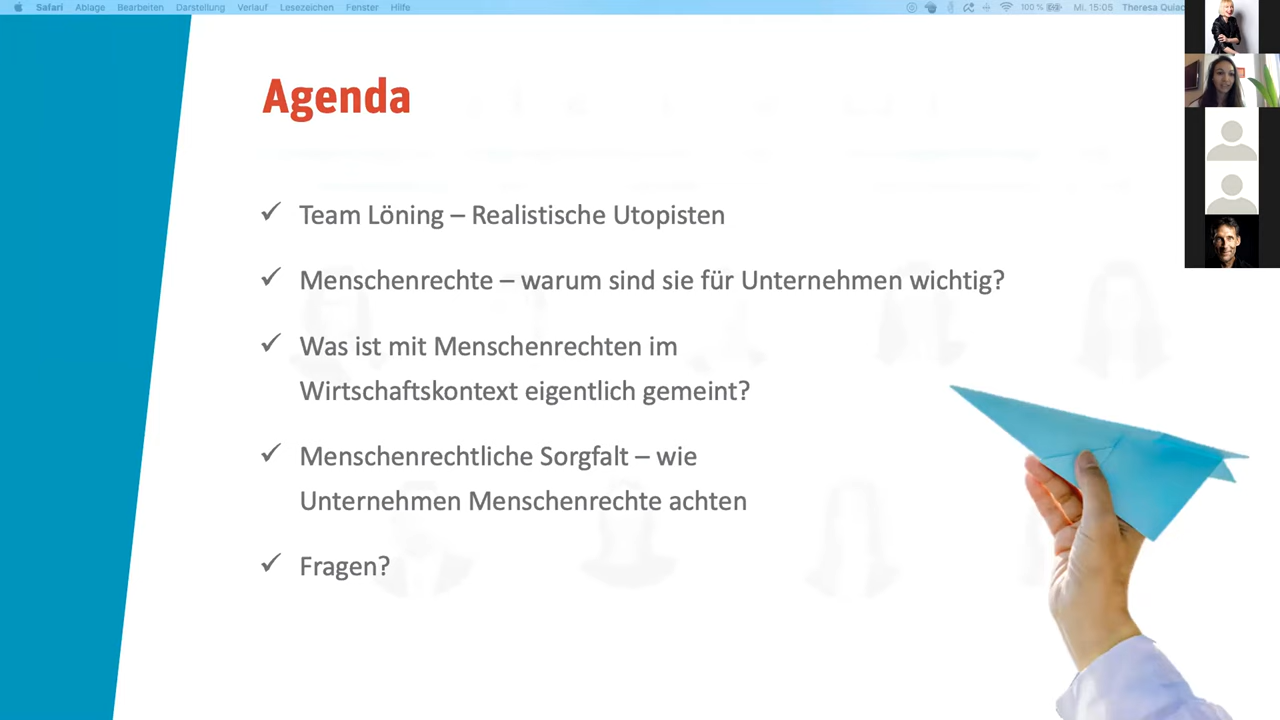 Safari Ablage Bearbeiten Darstellung Verlauf Lesezeichen Fenster Hilfe 100 % Mi. 15:05 Theresa
Agenda
✓ Team Löning – Realistische Utopisten
✓ Menschenrechte – warum sind sie für Unternehmen wichtig?
✓ Was ist mit Menschenrechten im
Wirtschaftskontext eigentlich gemeint?
✓ Menschenrechtliche Sorgfalt – wie
Unternehmen Menschenrechte achten
✓ Fragen?